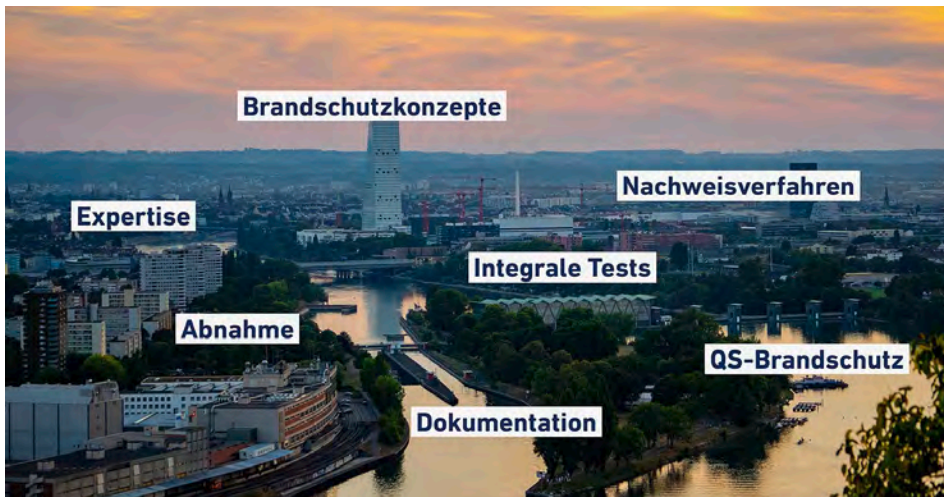 Brandschutzkonzepte
Nachweisverfahren
Expertise
Integrale Tests
Abnahme
QS-Brandschutz
Dokumentation